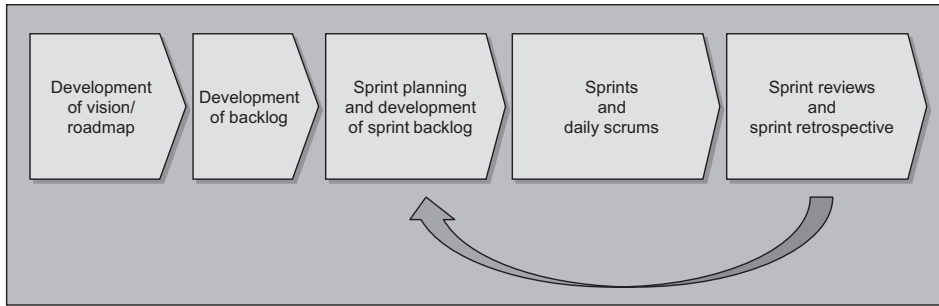 Development
of vision/
roadmap
Development
of backlog
Sprint planning
and development
of sprint backlog
Sprints
and
daily scrums
Sprint reviews
and
sprint retrospective